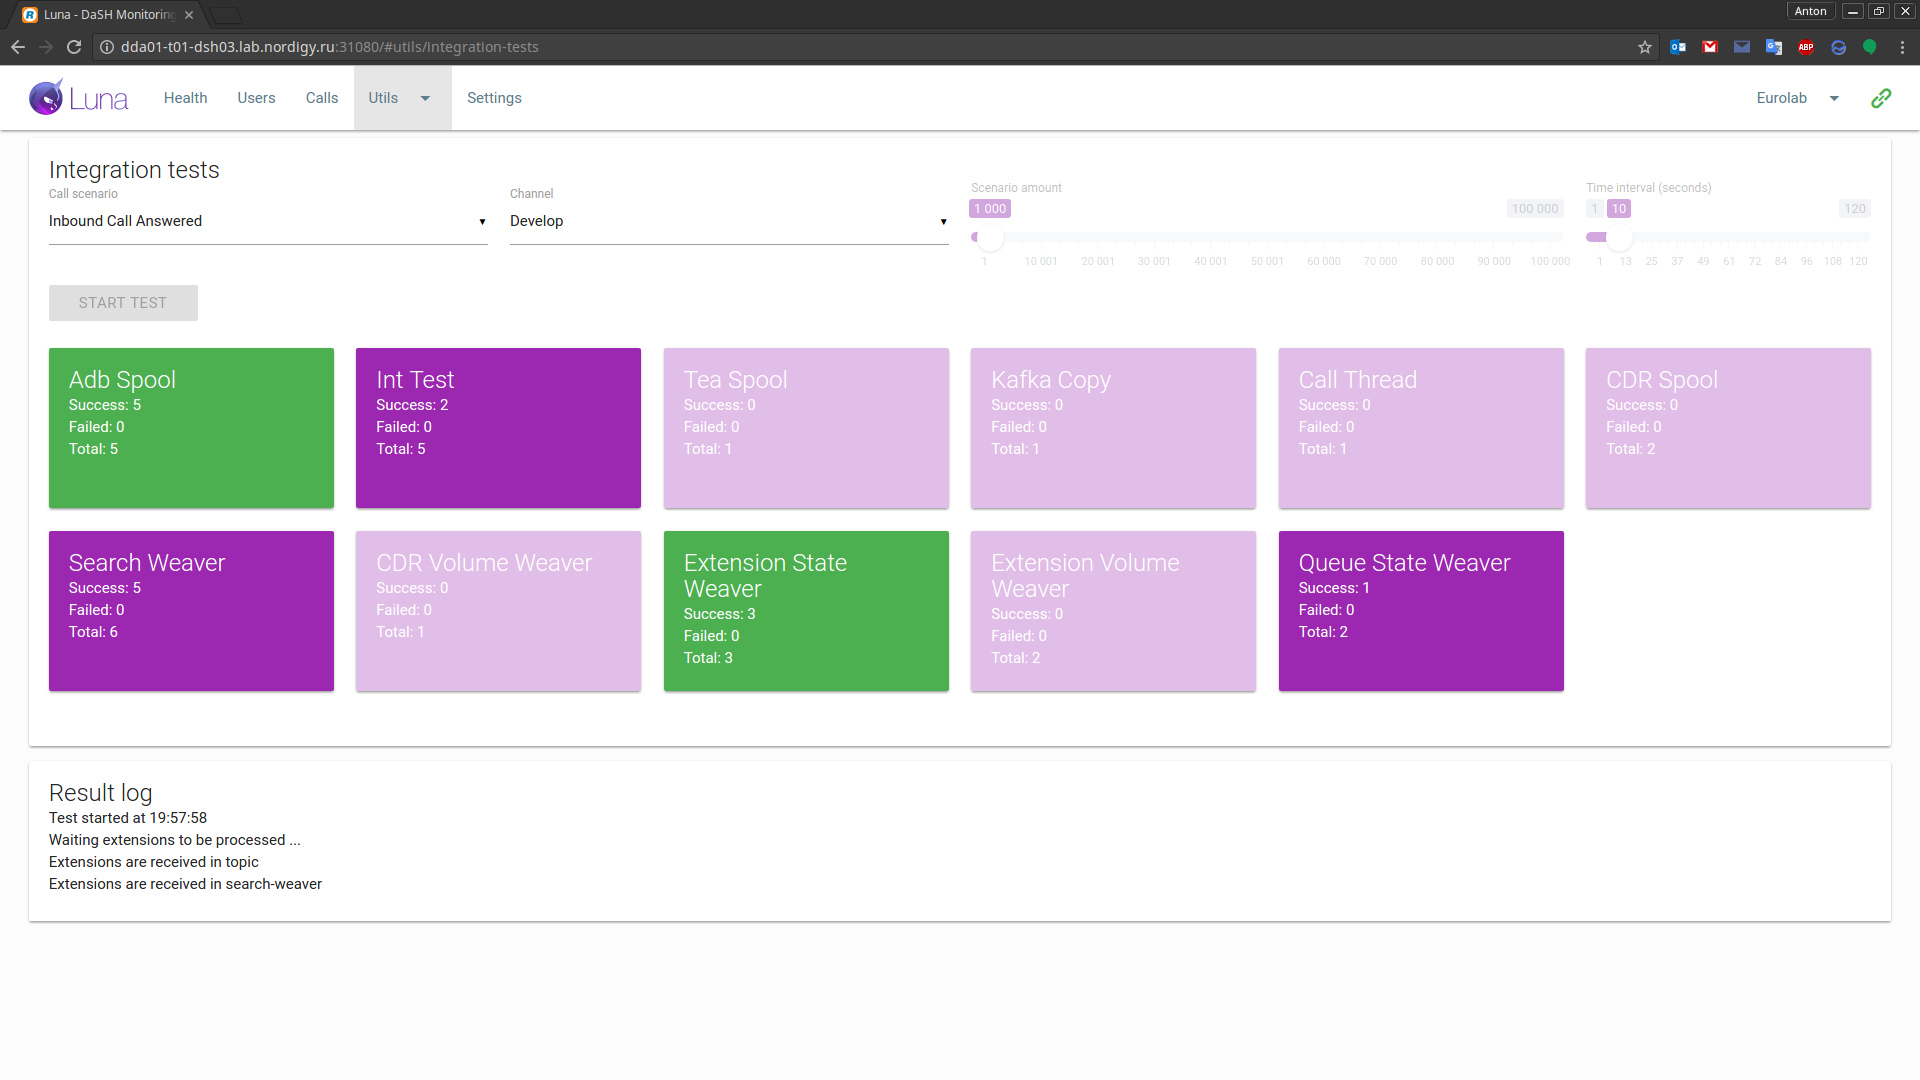 Luna - DaSH Monitoring
Anton
dda01-t01-dsh03.lab.nordigy.ru:31080/#utils/integration-tests
Luna
Health
Users
Calls
Utils
Settings
Eurolab
Integration tests
Call scenario
Inbound Call Answered
Channel
Develop
Scenario amount
1 000
100 000
1
10 001
20 001
30 001
40 001
50 001
60 000
70 000
80 000
90 000
100 000
Time interval (seconds)
1
10
120
1
13
25
37
49
61
72
84
96
108
120
START TEST
Adb Spool
Success: 5
Failed: 0
Total: 5
Int Test
Success: 2
Failed: 0
Total: 5
Tea Spool
Success: 0
Failed: 0
Total: 1
Kafka Copy
Success: 0
Failed: 0
Total: 1
Call Thread
Success: 0
Failed: 0
Total: 1
CDR Spool
Success: 0
Failed: 0
Total: 2
Search Weaver
Success: 5
Failed: 0
Total: 6
CDR Volume Weaver
Success: 0
Failed: 0
Total: 1
Extension State
Weaver
Success: 3
Failed: 0
Total: 3
Extension Volume
Weaver
Success: 0
Failed: 0
Total: 2
Queue State Weaver
Success: 1
Failed: 0
Total: 2
Result log
Test started at 19:57:58
Waiting extensions to be processed ...
Extensions are received in topic
Extensions are received in search-weaver